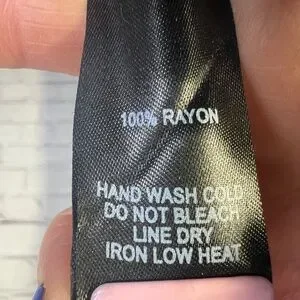 100% RAYON
HAND WASH COLD
DO NOT BLEACH
LINE DRY
IRON LOW HEAT